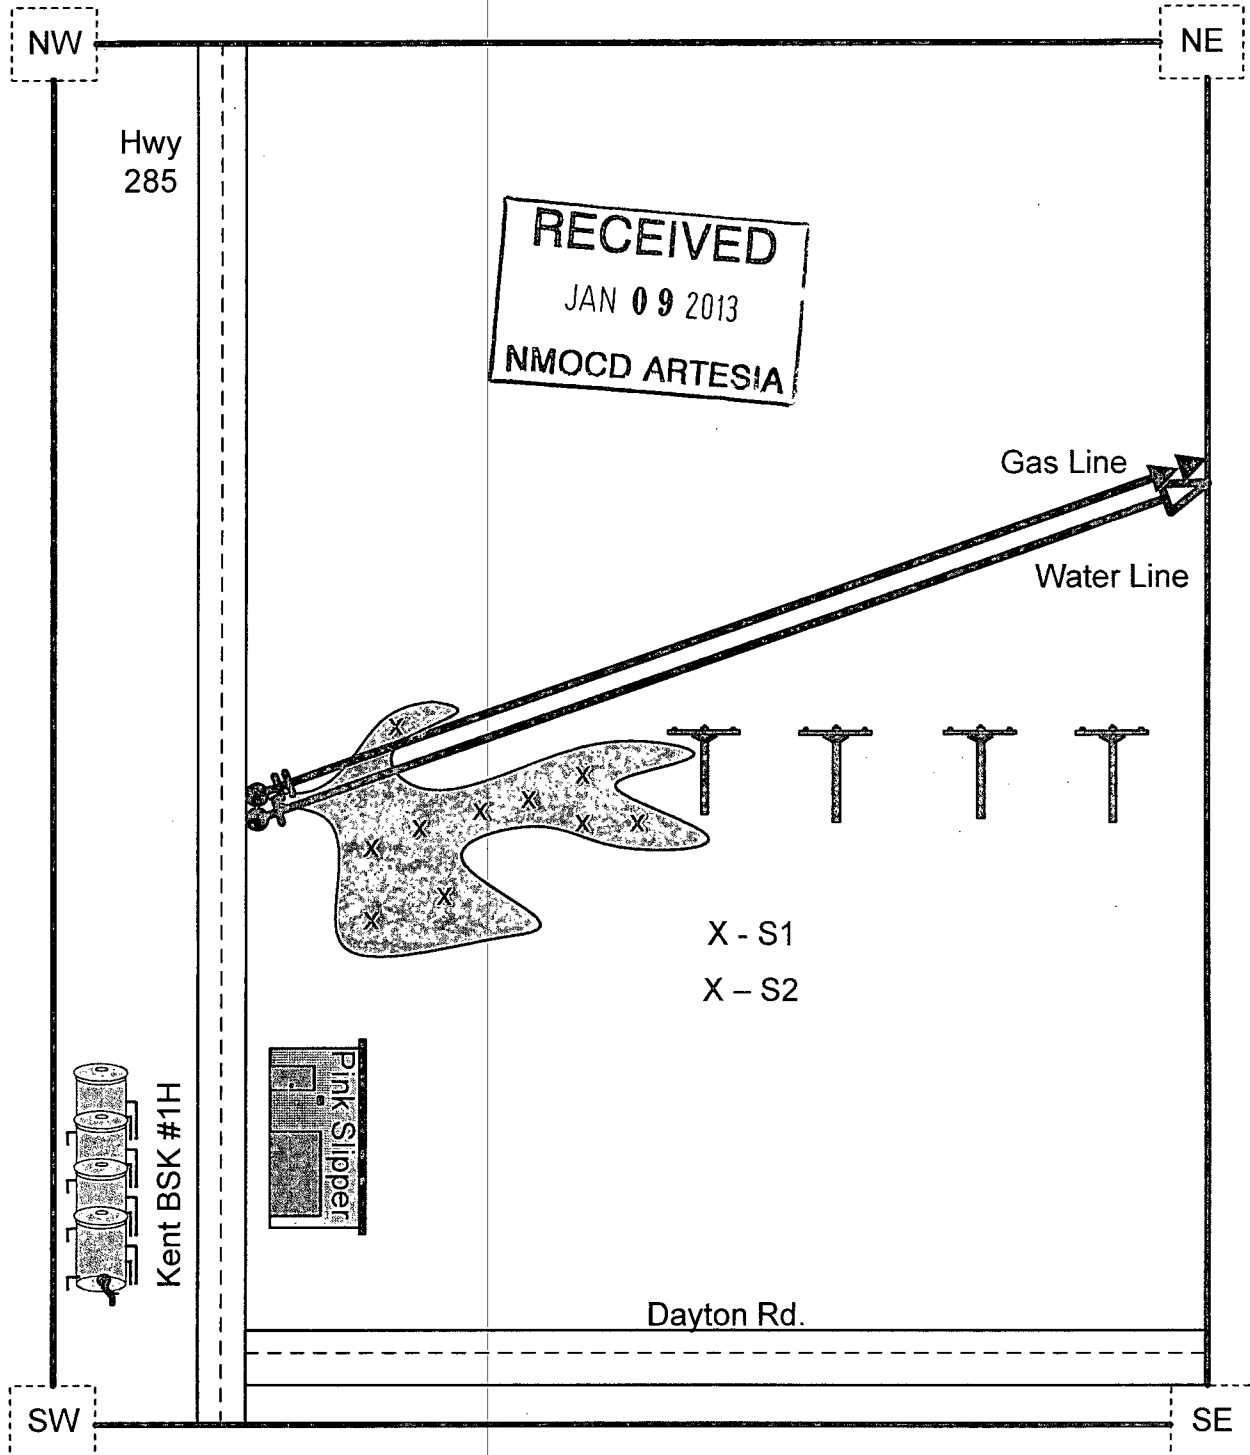 NW
NE
Hwy
285
RECEIVED
JAN 09 2013
NMOCD ARTESIA
Gas Line
Water Line
X
X
X
X
X
X
X
X
X
X
X - S1
X – S2
Pink Slipper
Kent BSK #1H
Dayton Rd.
SW
SE